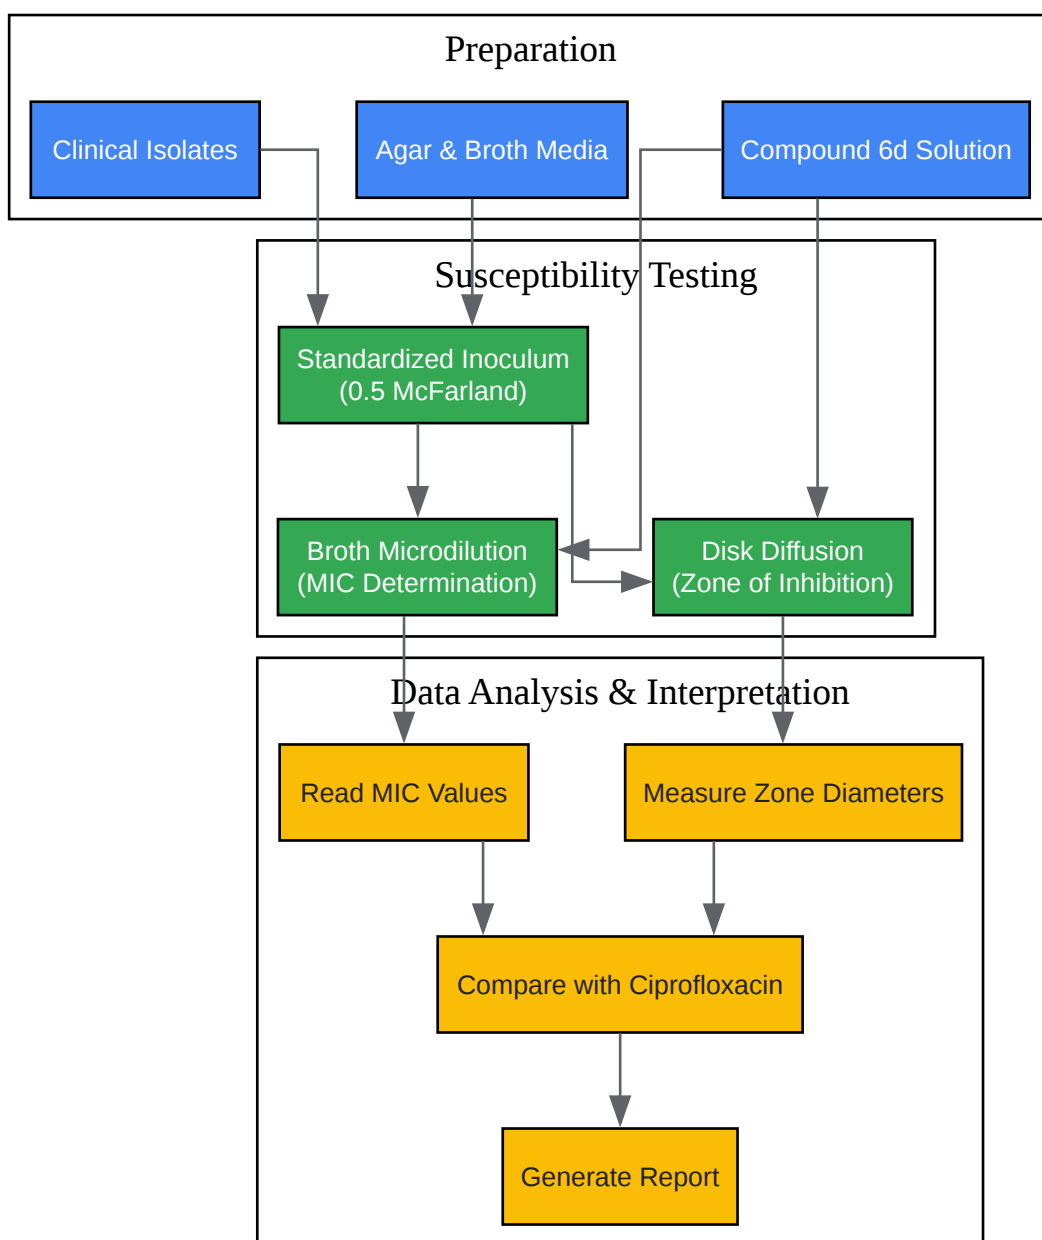 Preparation
Clinical Isolates
Agar & Broth Media
Compound 6d Solution
Susceptibility Testing
Standardized Inoculum
(0.5 McFarland)
Broth Microdilution
(MIC Determination)
Disk Diffusion
(Zone of Inhibition)
Data Analysis & Interpretation
Read MIC Values
Measure Zone Diameters
Compare with Ciprofloxacin
Generate Report